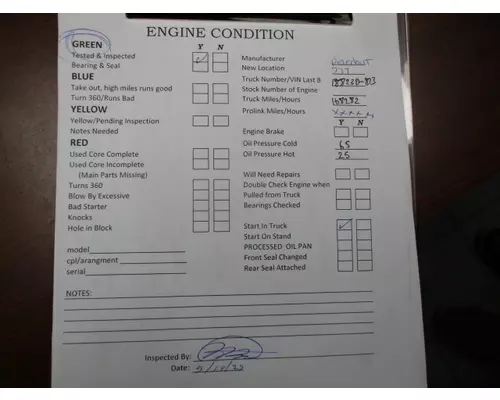 ENGINE CONDITION
GREEN Y N
Tested & Inspected
Bearing & Seal
BLUE
Take out, high miles runs good
Turn 360/Runs Bad
YELLOW
Yellow/Pending Inspection
Notes Needed
RED
Used Core Complete
Used Core Incomplete
(Main Parts Missing)
Turns 360
Blow By Excessive
Bad Starter
Knocks
Hole in Block
model
cpl/arangment
serial
Manufacturer
New Location
Truck Number/VIN Last 8
Stock Number of Engine
Truck Miles/Hours
Prolink Miles/Hours
Y N
Engine Brake
Oil Pressure Cold 65
Oil Pressure Hot 25
Will Need Repairs
Double Check Engine when
Pulled from Truck
Bearings Checked
Start In Truck
Start On Stand
PROCESSED OIL PAN
Front Seal Changed
Rear Seal Attached
NOTES:
Inspected By:
Date: